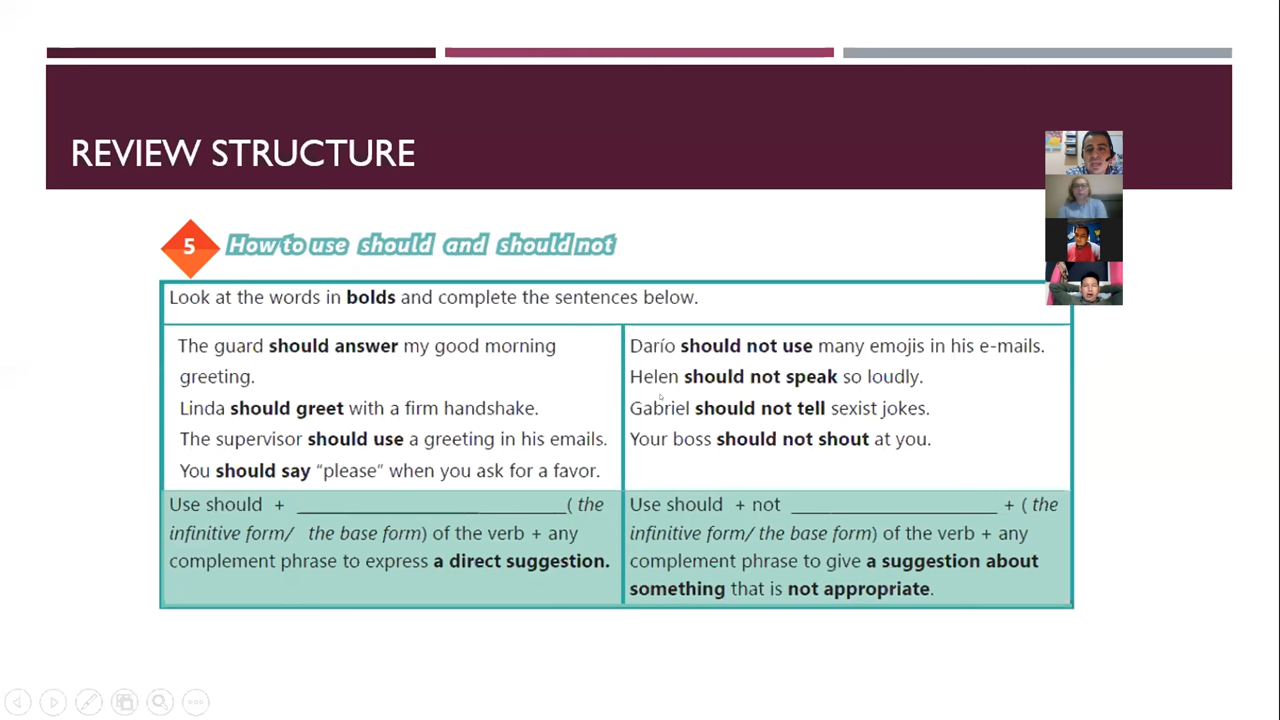 REVIEW STRUCTURE
5 How to use should and should not
Look at the words in bolds and complete the sentences below.
The guard should answer my good morning
greeting.
Linda should greet with a firm handshake.
The supervisor should use a greeting in his emails.
You should say “please” when you ask for a favor.
Darío should not use many emojis in his e-mails.
Helen should not speak so loudly.
Gabriel should not tell sexist jokes.
Your boss should not shout at you.
Use should + ____________________________( the
infinitive form/ the base form) of the verb + any
complement phrase to express a direct suggestion.
Use should + not _____________________ + ( the
infinitive form/ the base form) of the verb + any
complement phrase to give a suggestion about
something that is not appropriate.